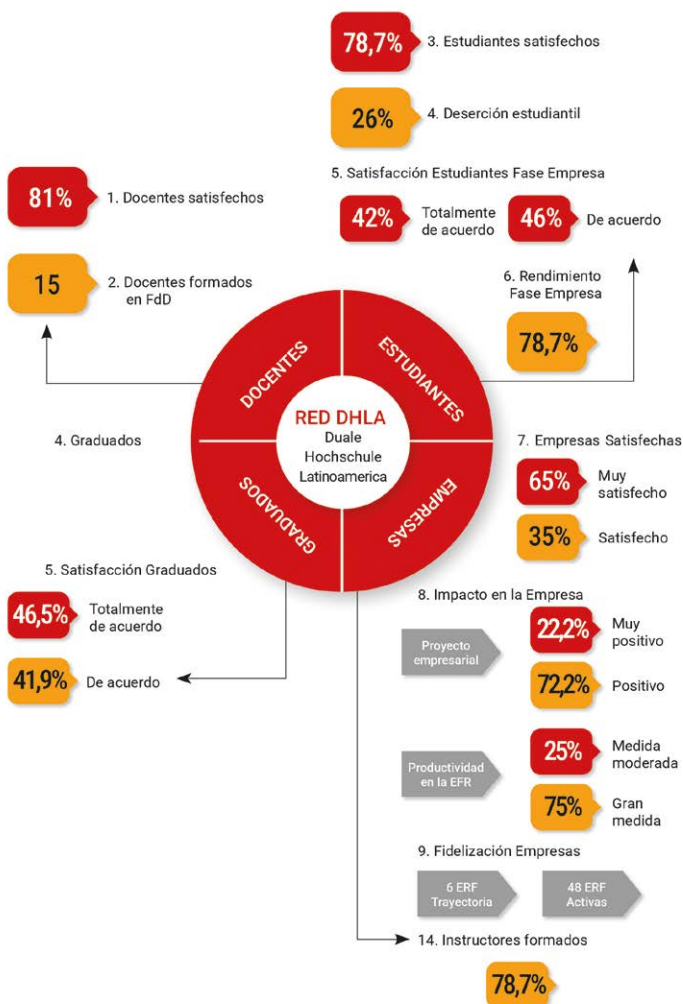 78,7%
3. Estudiantes satisfechos
26%
4. Deserción estudiantil
5. Satisfacción Estudiantes Fase Empresa
42%
Totalmente
de acuerdo
46%
De acuerdo
6. Rendimiento
Fase Empresa
78,7%
81%
1. Docentes satisfechos
15
2. Docentes formados
en FdD
DOCENTES
ESTUDIANTES
GRADUADOS
EMPRESAS
RED DHLA
Duale
Hochschule
Latinoamerica
4. Graduados
5. Satisfacción Graduados
46,5%
Totalmente
de acuerdo
41,9%
De acuerdo
7. Empresas Satisfechas
65%
Muy
satisfecho
35%
Satisfecho
8. Impacto en la Empresa
Proyecto
empresarial
22,2%
Muy
positivo
72,2%
Positivo
Productividad
en la EFR
25%
Medida
moderada
75%
Gran
medida
9. Fidelización Empresas
6 ERF
Trayectoria
48 ERF
Activas
14. Instructores formados
78,7%